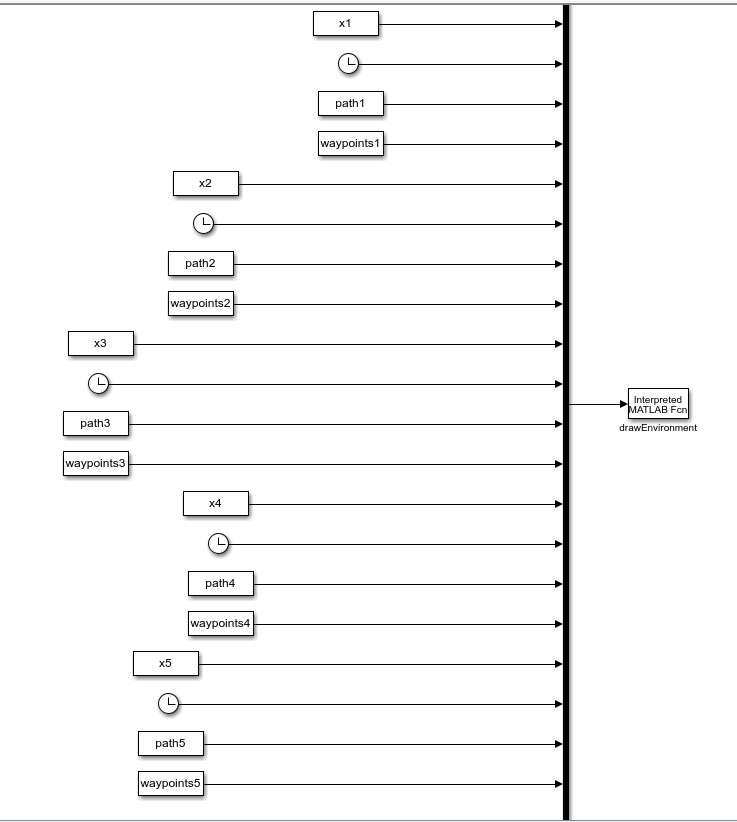 x1
path1
waypoints1
x2
path2
waypoints2
x3
path3
waypoints3
Interpreted
MATLAB Fcn
drawEnvironment
x4
path4
waypoints4
x5
path5
waypoints5